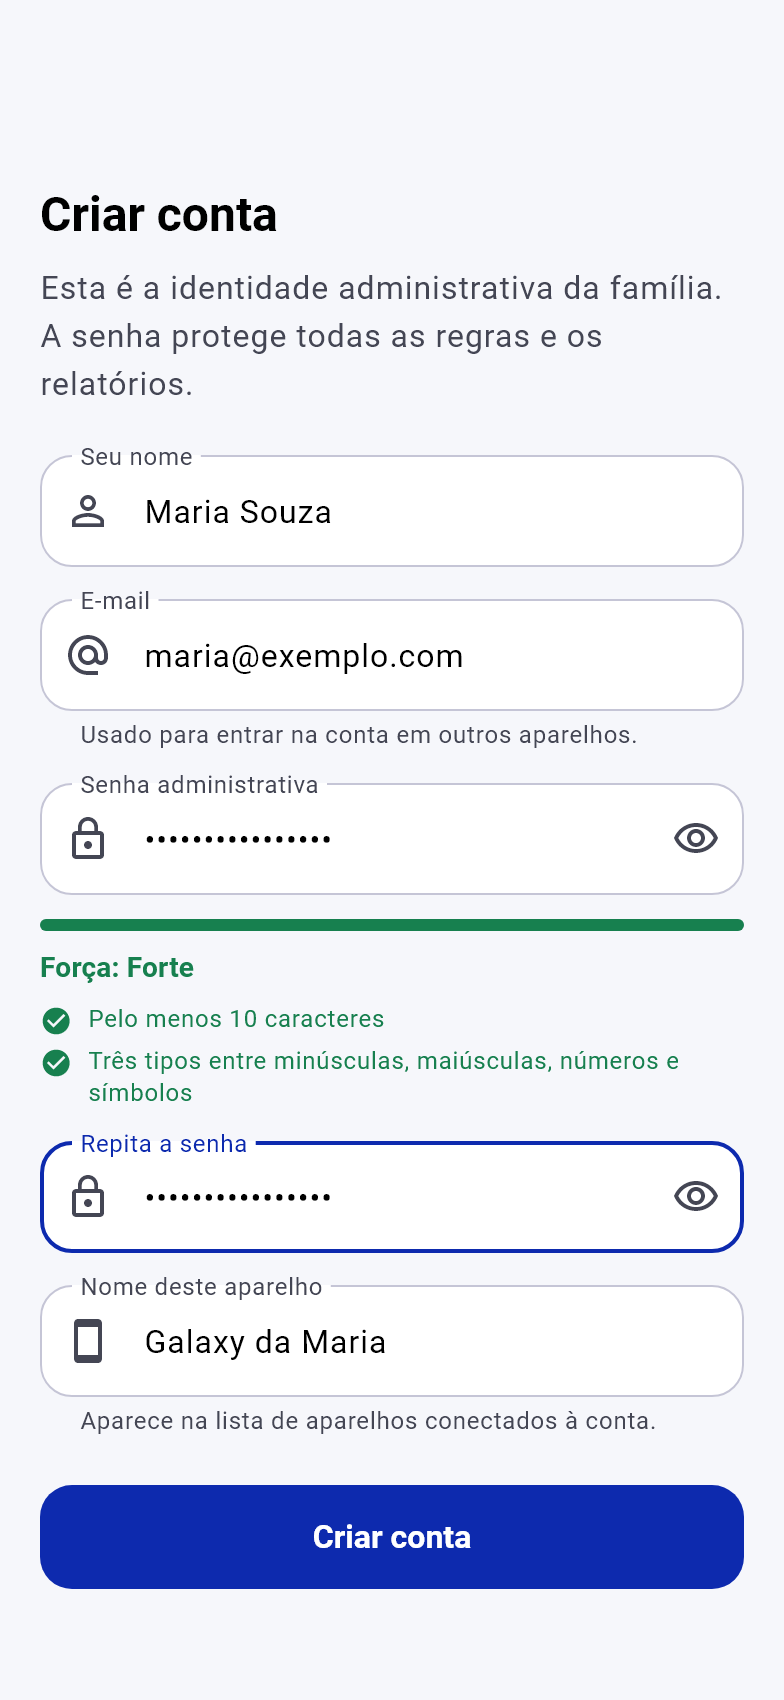 Criar conta
Esta é a identidade administrativa da família.
A senha protege todas as regras e os
relatórios.
Seu nome
Maria Souza
E-mail
maria@exemplo.com
Usado para entrar na conta em outros aparelhos.
Senha administrativa
••••••••••••••••
Força: Forte
Pelo menos 10 caracteres
Três tipos entre minúsculas, maiúsculas, números e
símbolos
Repita a senha
••••••••••••••••
Nome deste aparelho
Galaxy da Maria
Aparece na lista de aparelhos conectados à conta.
Criar conta